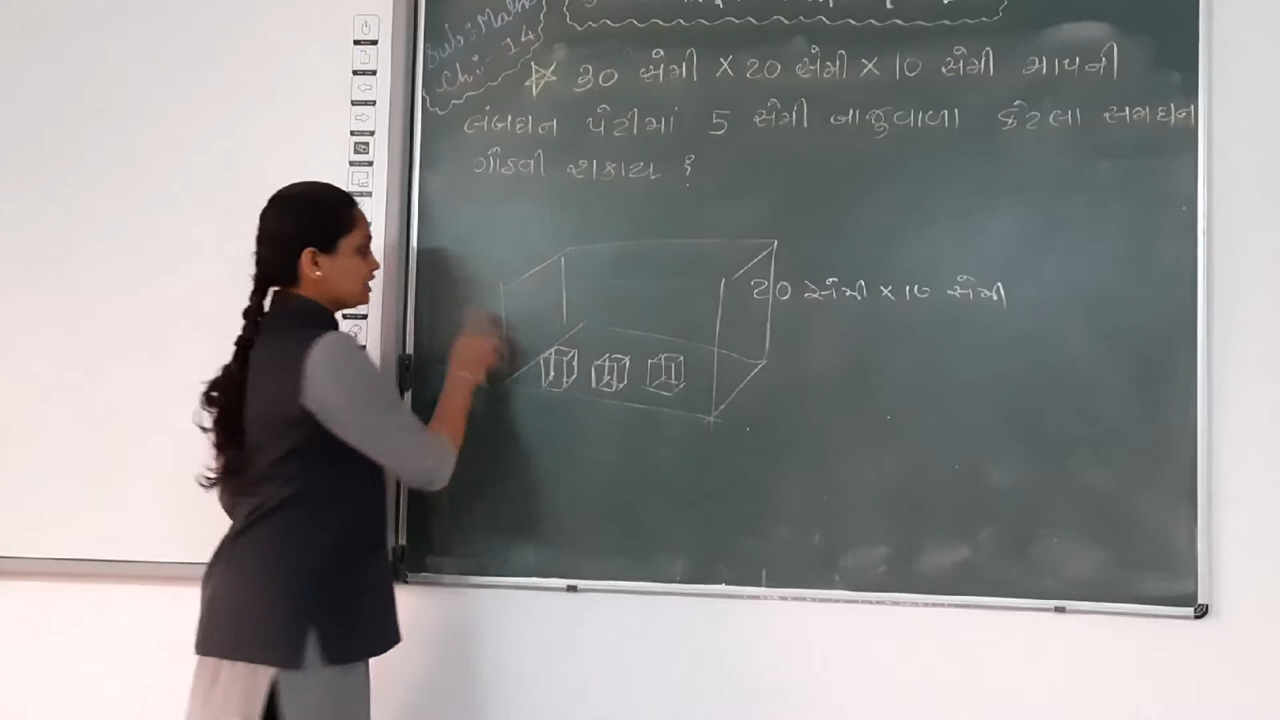 Sub:- Maths
Ch:- 14
30 સેમી X 20 સેમી X 10 સેમી માપની
લંબઘન પેટીમાં 5 સેમી બાજુવાળા કેટલા સમઘન
ગોઠવી શકાય ?
20 સેમી X 10 સેમી